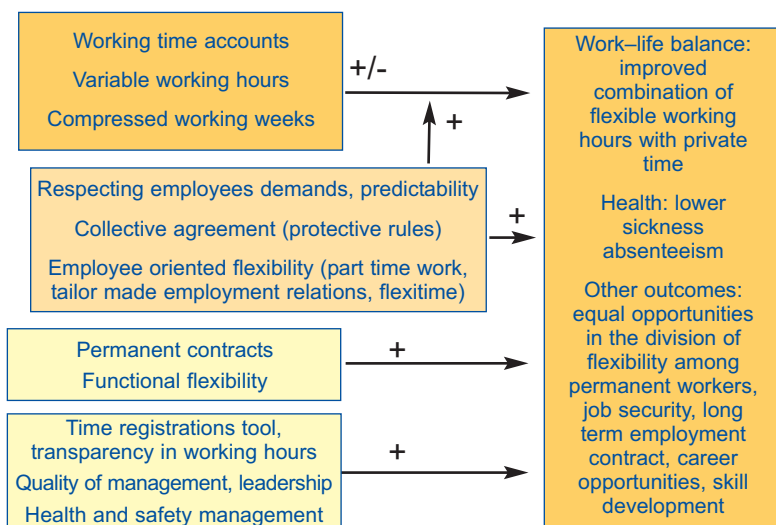 Working time accounts
Variable working hours
Compressed working weeks
+/-
+
Respecting employees demands, predictability
Collective agreement (protective rules)
Employee oriented flexibility (part time work,
tailor made employment relations, flexitime)
+
Permanent contracts
Functional flexibility
+
Time registrations tool,
transparency in working hours
Quality of management, leadership
Health and safety management
+
Work–life balance:
improved
combination of
flexible working
hours with private
time
Health: lower
sickness
absenteeism
Other outcomes:
equal opportunities
in the division of
flexibility among
permanent workers,
job security, long
term employment
contract, career
opportunities, skill
development